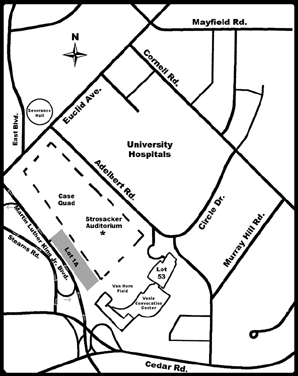 Mayfield Rd.
N
Cornell Rd.
Severance
Hall
Euclid Ave.
East Blvd.
University
Hospitals
Adelbert Rd.
Case
Quad
Circle Dr.
Strosacker
Auditorium
*
Martin Luther King Jr. Blvd.
Stearns Rd.
Lot 1A
Murray Hill Rd.
Lot
53
Van Horn
Field
Veale
Convocation
Center
Cedar Rd.